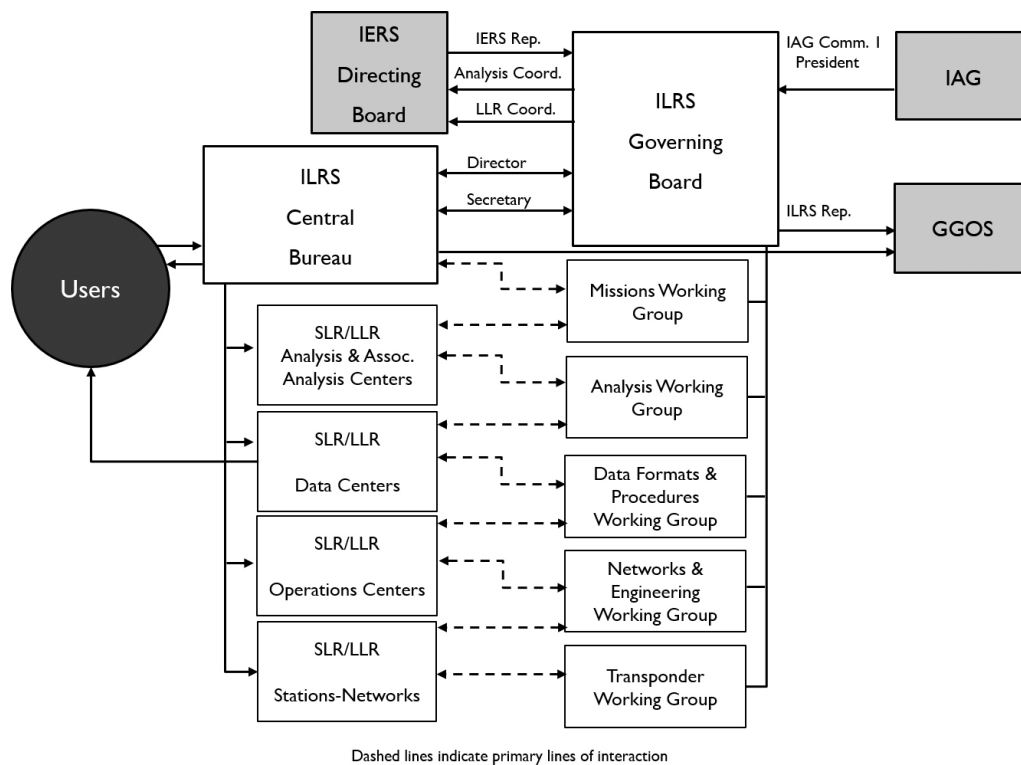 IERS
Directing
Board
IERS Rep.
Analysis Coord.
LLR Coord.
ILRS
Governing
Board
IAG Comm. 1
President
IAG
ILRS
Central
Bureau
Director
Secretary
ILRS Rep.
GGOS
Users
Missions Working
Group
SLR/LLR
Analysis & Assoc.
Analysis Centers
Analysis Working
Group
SLR/LLR
Data Centers
Data Formats &
Procedures
Working Group
SLR/LLR
Operations Centers
Networks &
Engineering
Working Group
SLR/LLR
Stations-Networks
Transponder
Working Group
Dashed lines indicate primary lines of interaction